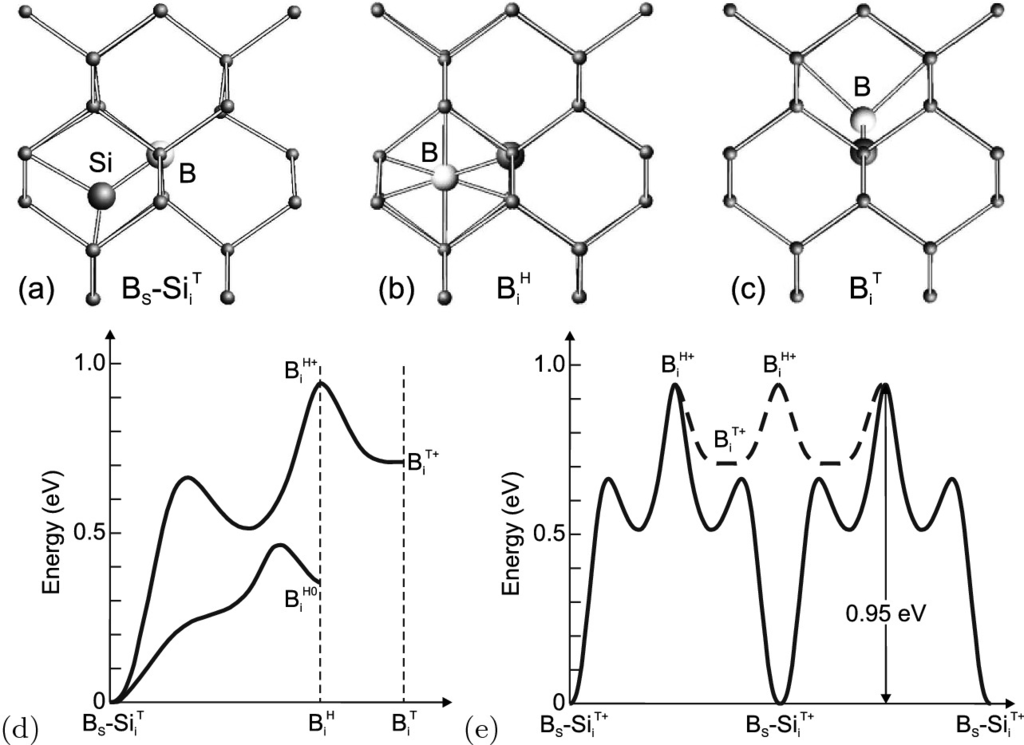 Si
B
(a) Bₛ-Siᵢᵀ
B
(b) Bᵢᴴ
B
(c) Bᵢᵀ
1.0
0.5
0
Energy (eV)
Bᵢᴴ⁺
Bᵢᵀ⁺
Bᵢᴴ⁰
Bₛ-Siᵢᵀ
Bᵢᴴ
Bᵢᵀ
(d)
1.0
0.5
0
Energy (eV)
Bᵢᴴ⁺
Bᵢᴴ⁺
Bᵢᵀ⁺
0.95 eV
Bₛ-Siᵢᵀ⁺
Bₛ-Siᵢᵀ⁺
Bₛ-Siᵢᵀ⁺
(e)